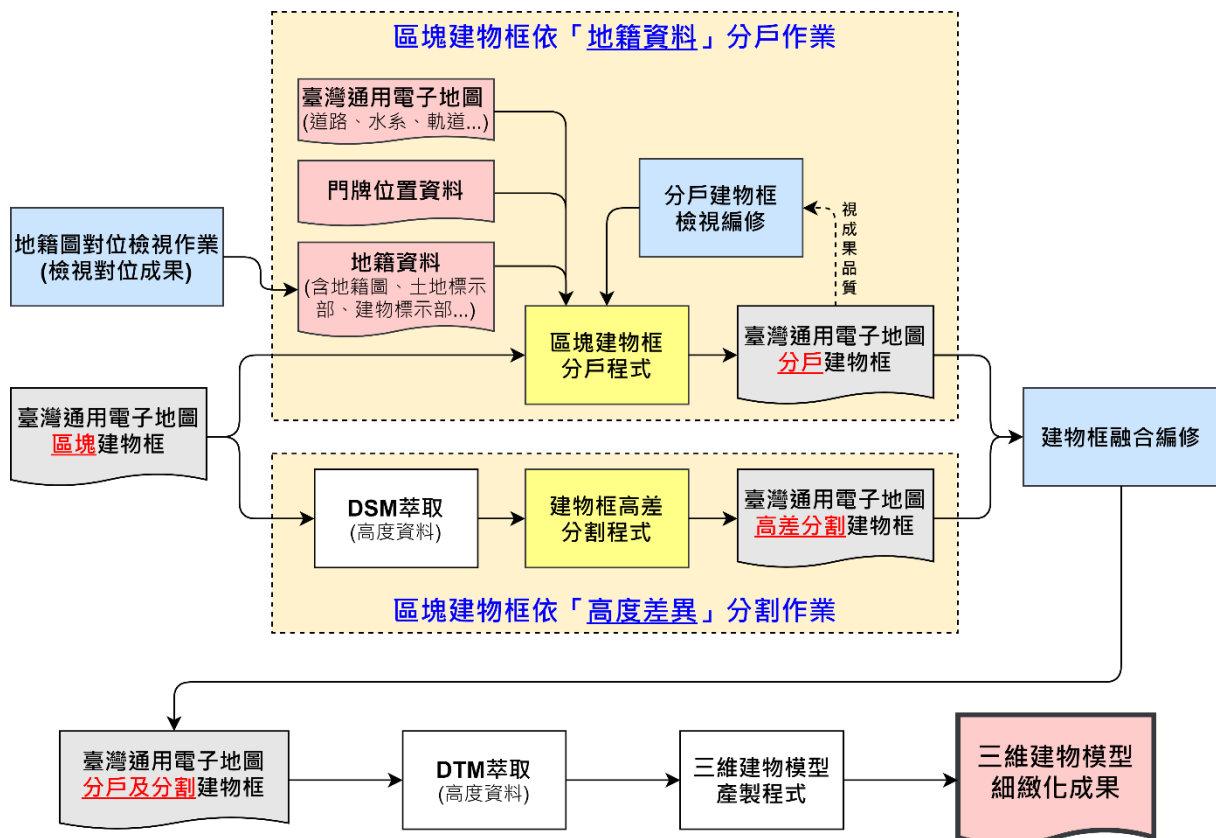 區塊建物框依「地籍資料」分戶作業
臺灣通用電子地圖
(道路、水系、軌道...)
門牌位置資料
分戶建物框
檢視編修
視成果品質
地籍圖對位檢視作業
(檢視對位成果)
地籍資料
(含地籍圖、土地標示
部、建物標示部...)
區塊建物框
分戶程式
臺灣通用電子地圖
分戶建物框
臺灣通用電子地圖
區塊建物框
建物框融合編修
DSM萃取
(高度資料)
建物框高差
分割程式
臺灣通用電子地圖
高差分割建物框
區塊建物框依「高度差異」分割作業
臺灣通用電子地圖
分戶及分割建物框
DTM萃取
(高度資料)
三維建物模型
產製程式
三維建物模型
細緻化成果